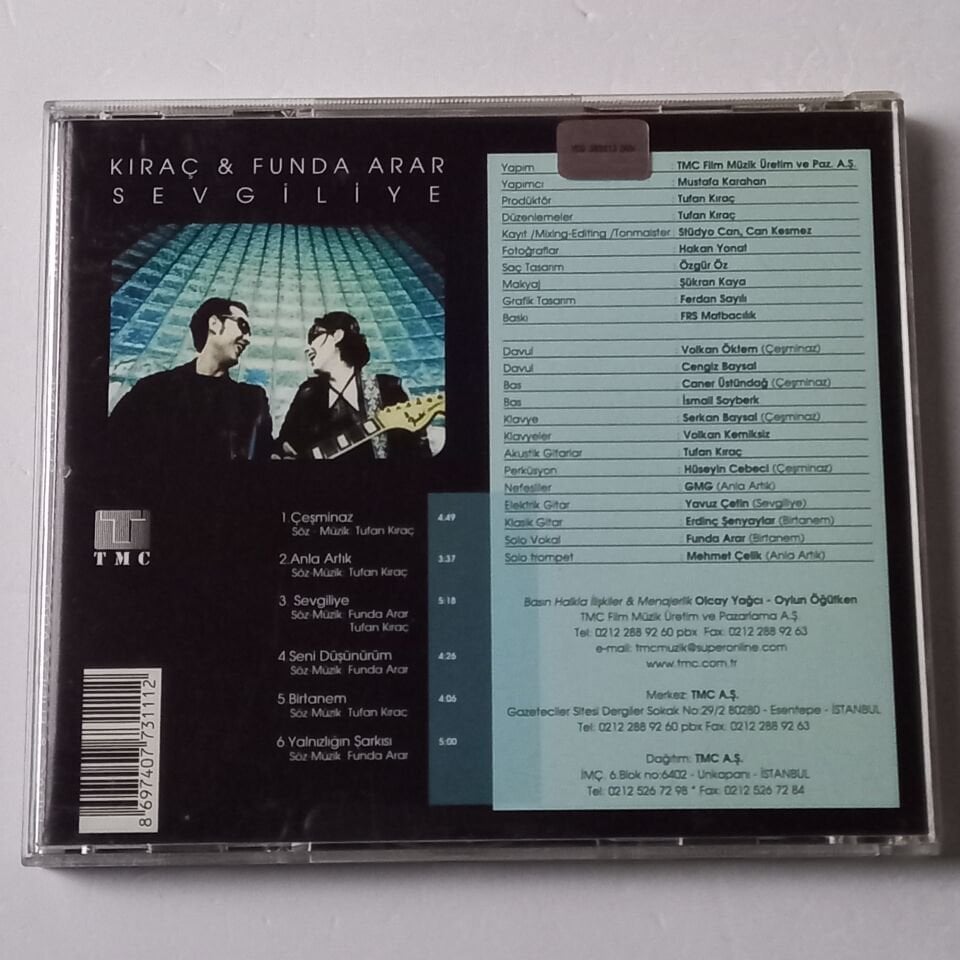 KIRAÇ & FUNDA ARAR
SEVGİLİYE
TMC
1 Çeşminaz 4:49
Söz - Müzik: Tufan Kıraç
2.Anla Artık 3:37
Söz-Müzik: Tufan Kıraç
3 Sevgiliye 5:18
Söz-Müzik: Funda Arar
Tufan Kıraç
4 Seni Düşünürüm 4:26
Söz-Müzik: Funda Arar
5 Birtanem 4:06
Söz Müzik: Tufan Kıraç
6 Yalnızlığın Şarkısı 5:00
Söz-Müzik: Funda Arar
8 697407 731112
Yapım : TMC Film Müzik Üretim ve Paz. A.Ş.
Yapımcı : Mustafa Karahan
Prodüktör : Tufan Kıraç
Düzenlemeler : Tufan Kıraç
Kayıt /Mixing-Editing /Tonmaister : Stüdyo Can, Can Kesmez
Fotoğraflar : Hakan Yonat
Saç Tasarım : Özgür Öz
Makyaj : Şükran Kaya
Grafik Tasarım : Ferdan Sayılı
Baskı : FRS Matbacılık
Davul : Volkan Öktem (Çeşminaz)
Davul : Cengiz Baysal
Bas : Caner Üstündağ (Çeşminaz)
Bas : İsmail Soyberk
Klavye : Serkan Baysal (Çeşminaz)
Klavyeler : Volkan Kemiksiz
Akustik Gitarlar : Tufan Kıraç
Perküsyon : Hüseyin Cebeci (Çeşminaz)
Nefesliler : GMG (Anla Artık)
Elektrik Gitar : Yavuz Çetin (Sevgiliye)
Klasik Gitar : Erdinç Şenyaylar (Birtanem)
Solo Vokal : Funda Arar (Birtanem)
Solo trompet : Mehmet Çelik (Anla Artık)
Basın Halkla İlişkiler & Menajerlik Olcay Yağcı - Oylun Öğütken
TMC Film Müzik Üretim ve Pazarlama A.Ş.
Tel: 0212 288 92 60 pbx Fax: 0212 288 92 63
e-mail: tmcmuzik@superonline.com
www.tmc.com.tr
Merkez: TMC A.Ş.
Gazeteciler Sitesi Dergiler Sokak No:29/2 80280 - Esentepe - İSTANBUL
Tel: 0212 288 92 60 pbx Fax: 0212 288 92 63
Dağıtım: TMC A.Ş.
İMÇ. 6.Blok no:6402 - Unkapanı - İSTANBUL
Tel: 0212 526 72 98 * Fax: 0212 526 72 84